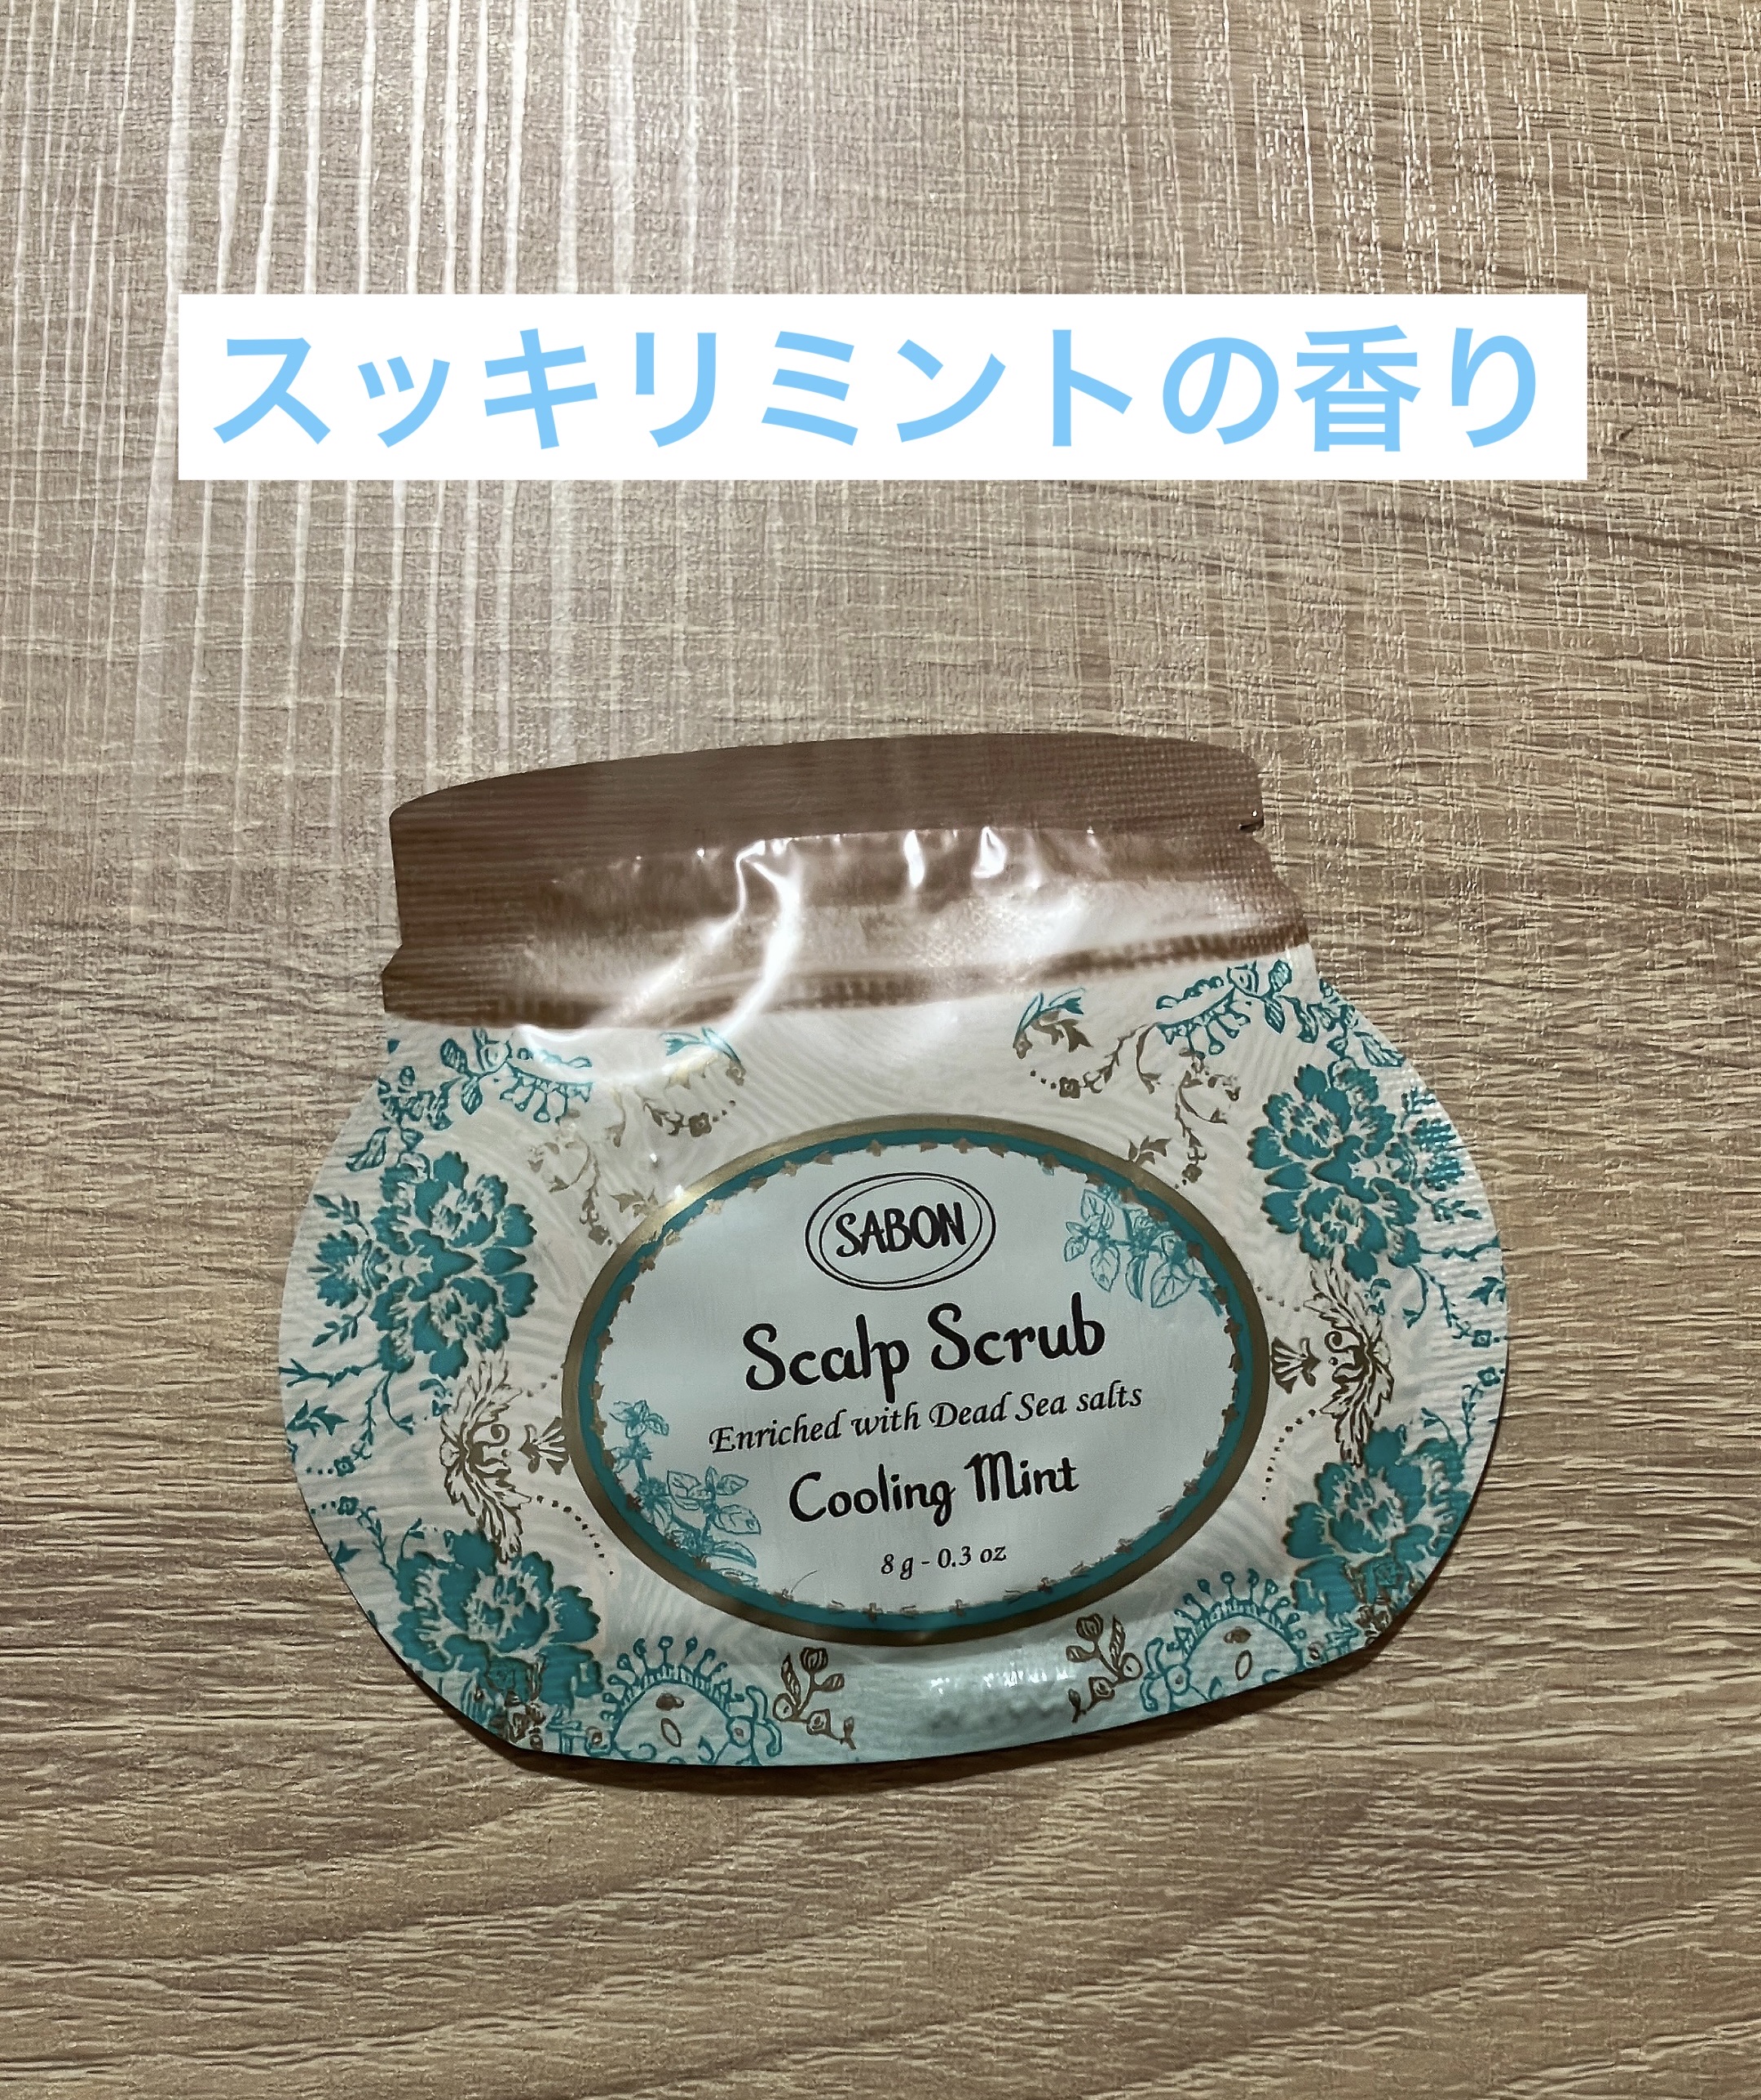 スッキリミントの香り
SABON
Scalp Scrub
Enriched with Dead Sea salts
Cooling Mint
8 g - 0.3 oz